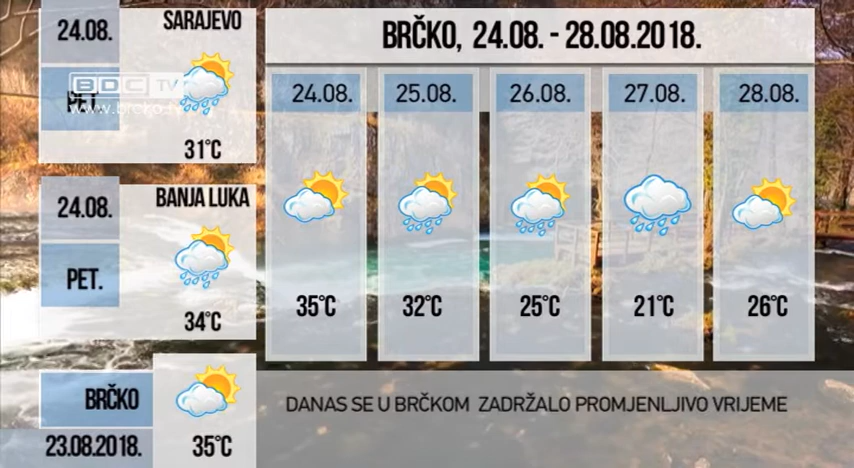 24.08.
SARAJEVO
PET.
BDC TV
31°C
24.08.
BANJA LUKA
PET.
34°C
BRČKO
23.08.2018.
35°C
BRČKO, 24.08. - 28.08.2018.
24.08. 25.08. 26.08. 27.08. 28.08.
35°C 32°C 25°C 21°C 26°C
DANAS SE U BRČKOM ZADRŽALO PROMJENLJIVO VRIJEME